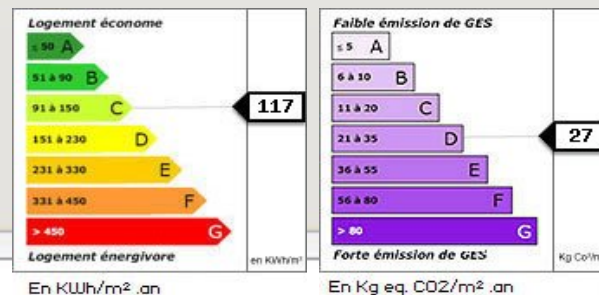 Logement économe
≤ 50 A
51 à 90 B
91 à 150 C
117
151 à 230 D
231 à 330 E
331 à 450 F
> 450 G
Logement énergivore
en KWh/m²
En KWh/m² .an
Faible émission de GES
≤ 5 A
6 à 10 B
11 à 20 C
21 à 35 D
27
36 à 55 E
56 à 80 F
> 80 G
Forte émission de GES
En Kg eq. CO2/m² .an